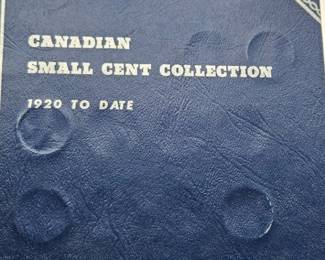 CANADIAN
SMALL CENT COLLECTION
1920 TO DATE